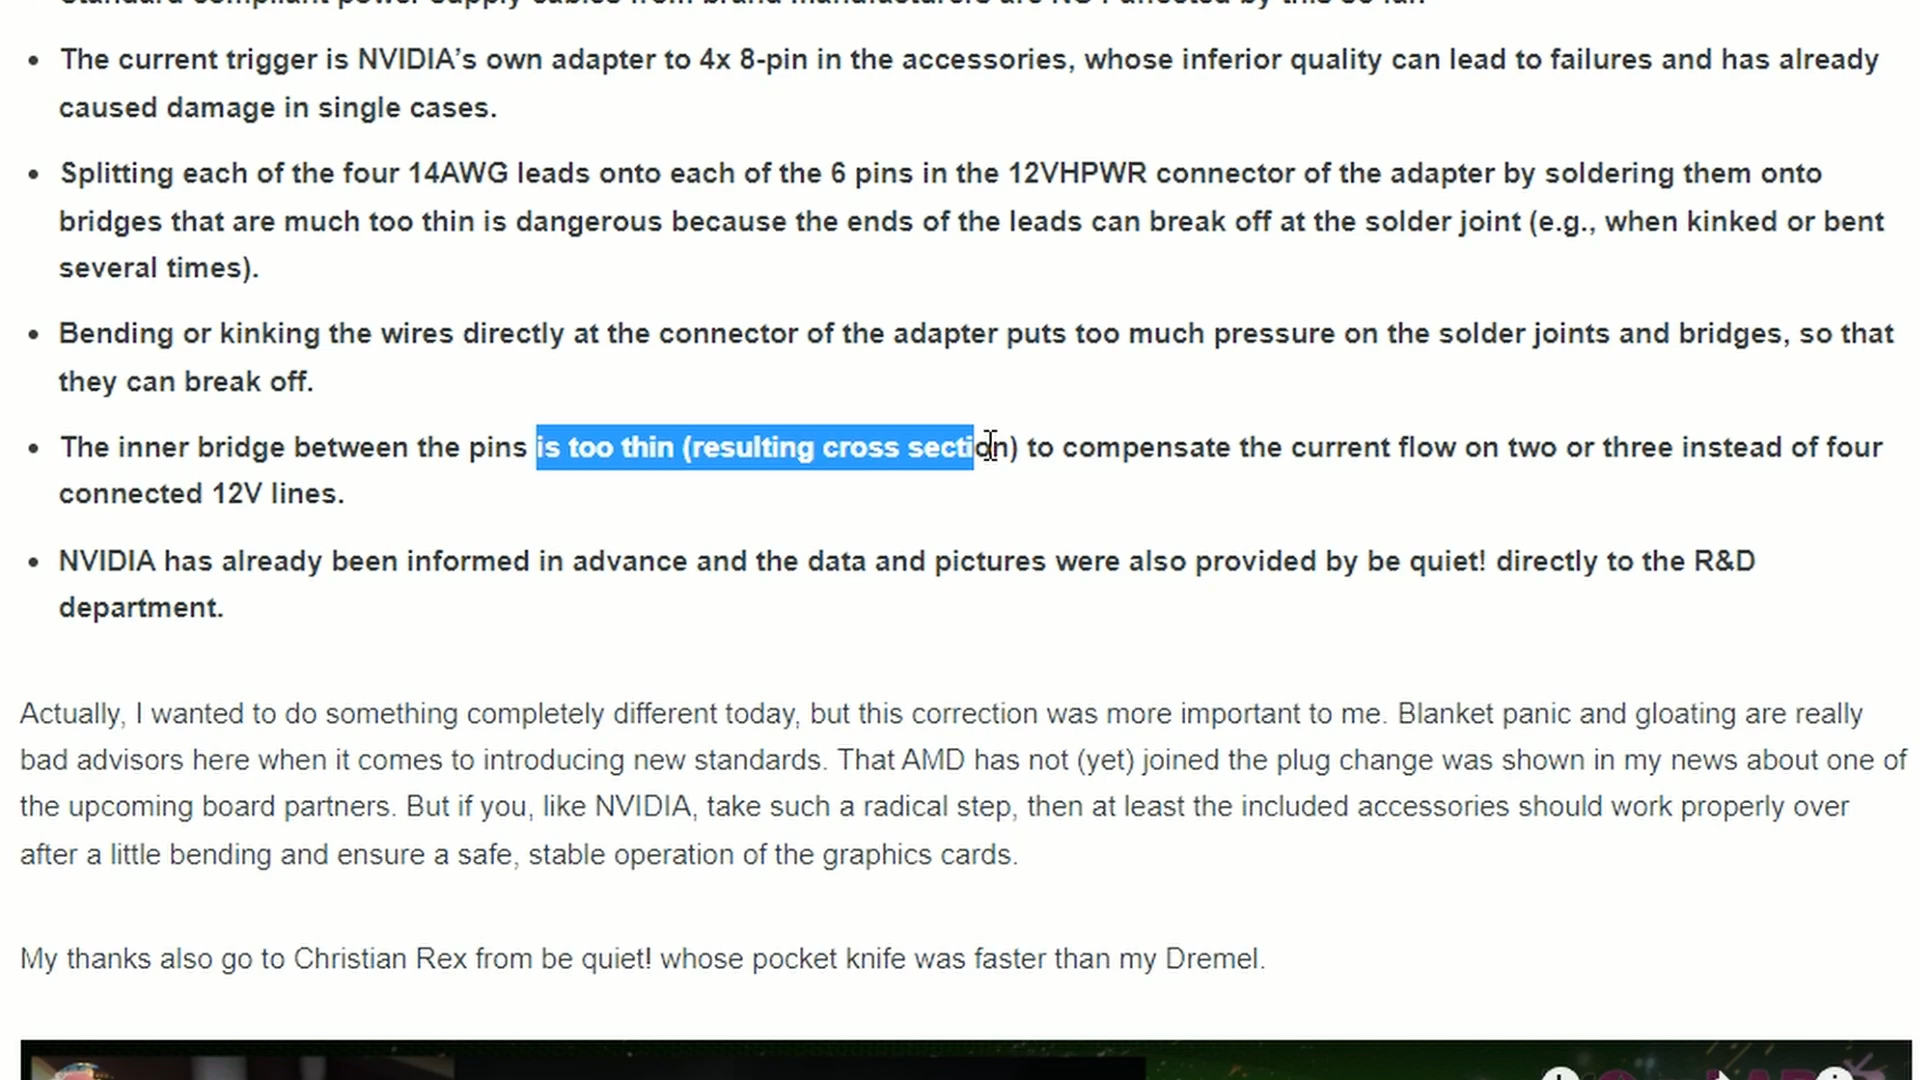 Standard compliant power supply cables from brand manufacturers are NOT affected by this so far.
The current trigger is NVIDIA’s own adapter to 4x 8-pin in the accessories, whose inferior quality can lead to failures and has already
caused damage in single cases.
Splitting each of the four 14AWG leads onto each of the 6 pins in the 12VHPWR connector of the adapter by soldering them onto
bridges that are much too thin is dangerous because the ends of the leads can break off at the solder joint (e.g., when kinked or bent
several times).
Bending or kinking the wires directly at the connector of the adapter puts too much pressure on the solder joints and bridges, so that
they can break off.
The inner bridge between the pins is too thin (resulting cross section) to compensate the current flow on two or three instead of four
connected 12V lines.
NVIDIA has already been informed in advance and the data and pictures were also provided by be quiet! directly to the R&D
department.
Actually, I wanted to do something completely different today, but this correction was more important to me. Blanket panic and gloating are really
bad advisors here when it comes to introducing new standards. That AMD has not (yet) joined the plug change was shown in my news about one of
the upcoming board partners. But if you, like NVIDIA, take such a radical step, then at least the included accessories should work properly over
after a little bending and ensure a safe, stable operation of the graphics cards.
My thanks also go to Christian Rex from be quiet! whose pocket knife was faster than my Dremel.